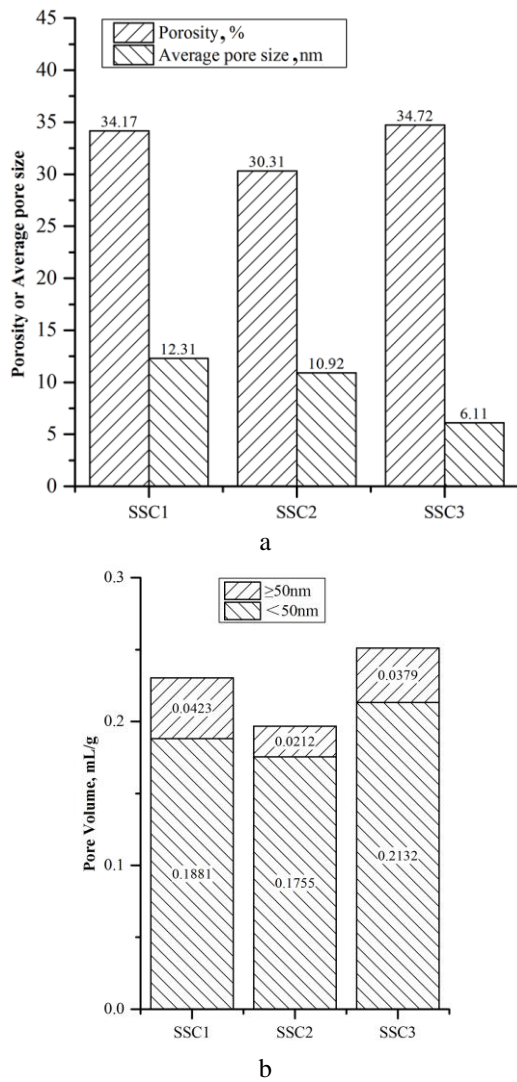 45
40
35
30
25
20
15
10
5
0
Porosity or Average pore size
Porosity, %
Average pore size, nm
34.17
12.31
30.31
10.92
34.72
6.11
SSC1 SSC2 SSC3
a
0.3
0.2
0.1
0.0
Pore Volume, mL/g
≥50nm
<50nm
0.0423
0.1881
0.0212
0.1755
0.0379
0.2132
SSC1 SSC2 SSC3
b